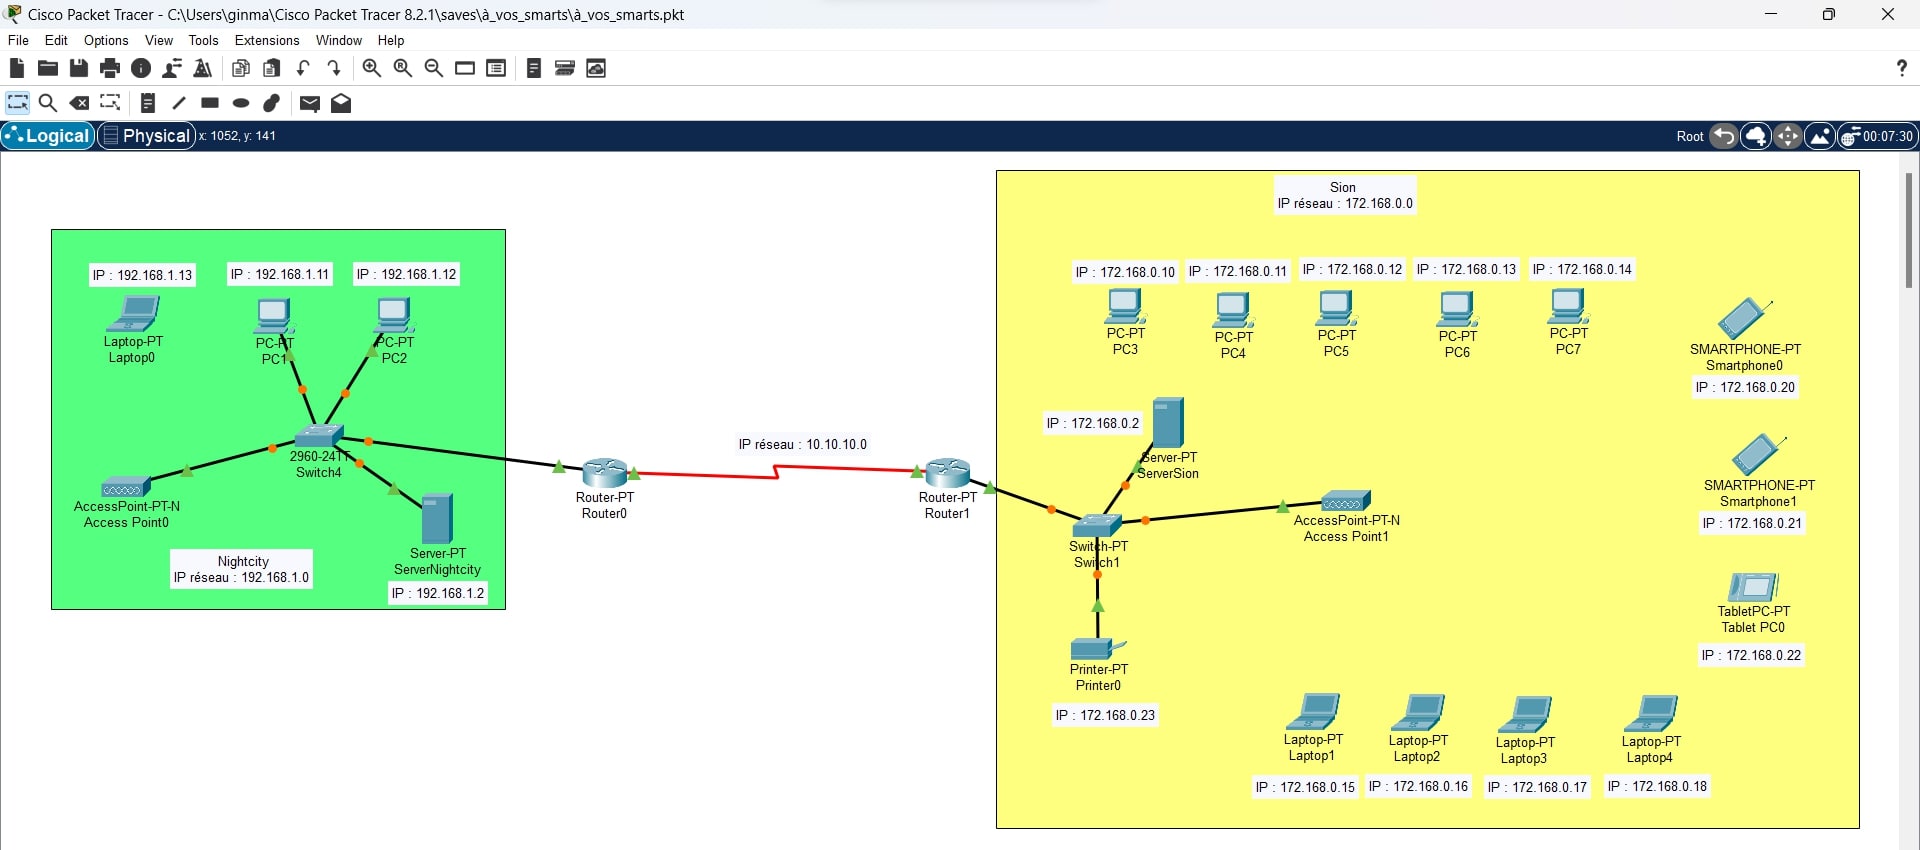 Cisco Packet Tracer - C:\Users\ginma\Cisco Packet Tracer 8.2.1\saves\à_vos_smarts\à_vos_smarts.pkt
File Edit Options View Tools Extensions Window Help
?
Logical Physical x: 1052, y: 141
Root 00:07:30
IP : 192.168.1.13
IP : 192.168.1.11
IP : 192.168.1.12
Laptop-PT
Laptop0
PC-PT
PC1
PC-PT
PC2
2960-24TT
Switch4
AccessPoint-PT-N
Access Point0
Nightcity
IP réseau : 192.168.1.0
Server-PT
ServerNightcity
IP : 192.168.1.2
Router-PT
Router0
IP réseau : 10.10.10.0
Router-PT
Router1
Sion
IP réseau : 172.168.0.0
IP : 172.168.0.10
IP : 172.168.0.11
IP : 172.168.0.12
IP : 172.168.0.13
IP : 172.168.0.14
PC-PT
PC3
PC-PT
PC4
PC-PT
PC5
PC-PT
PC6
PC-PT
PC7
SMARTPHONE-PT
Smartphone0
IP : 172.168.0.20
IP : 172.168.0.2
Server-PT
ServerSion
SMARTPHONE-PT
Smartphone1
IP : 172.168.0.21
AccessPoint-PT-N
Access Point1
Switch-PT
Switch1
TabletPC-PT
Tablet PC0
IP : 172.168.0.22
Printer-PT
Printer0
IP : 172.168.0.23
Laptop-PT
Laptop1
Laptop-PT
Laptop2
Laptop-PT
Laptop3
Laptop-PT
Laptop4
IP : 172.168.0.15
IP : 172.168.0.16
IP : 172.168.0.17
IP : 172.168.0.18